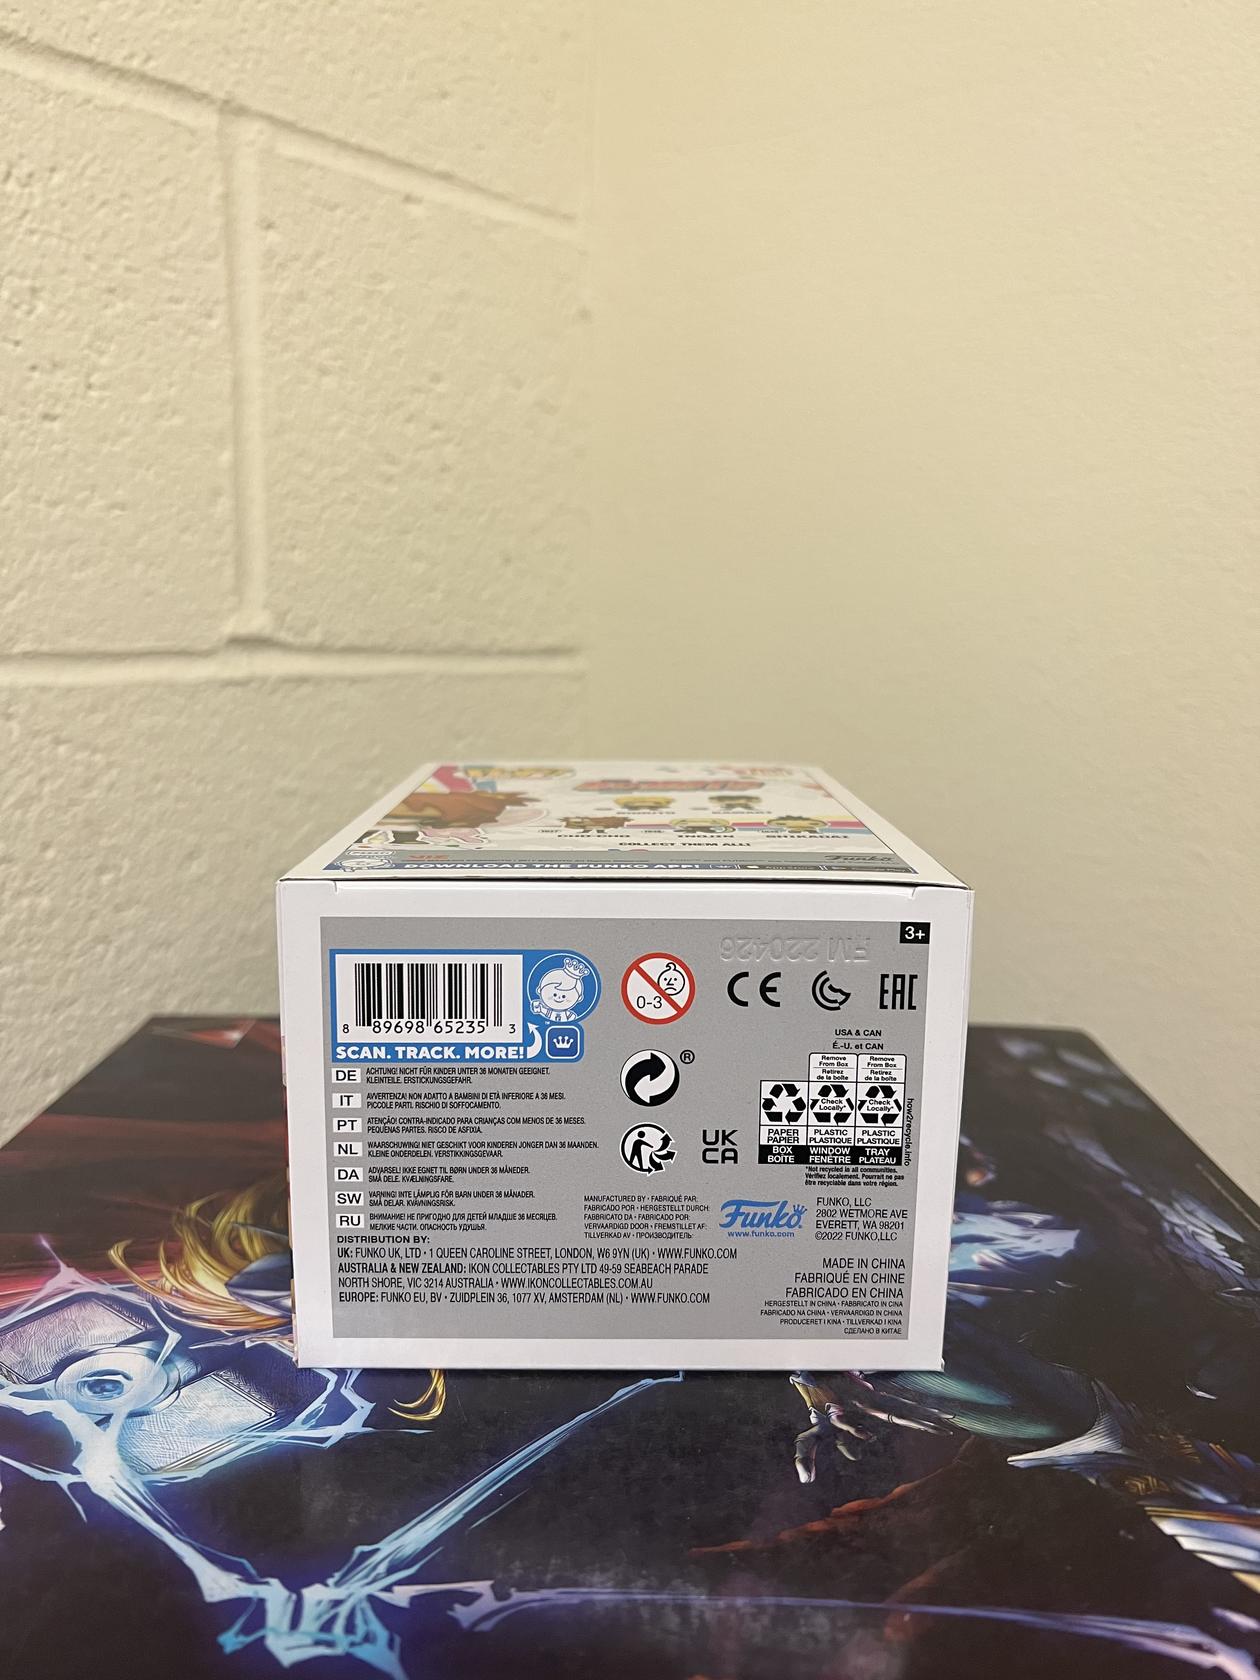 COLLECT THEM ALL!
DOWNLOAD THE FUNKO APP!
Funko
3+
FM 220426
8 89698 65235 3
SCAN. TRACK. MORE!
0-3
CE
EAC
DE ACHTUNG! NICHT FÜR KINDER UNTER 36 MONATEN GEEIGNET.
KLEINTEILE. ERSTICKUNGSGEFAHR.
IT AVVERTENZA! NON ADATTO A BAMBINI DI ETÀ INFERIORE A 36 MESI.
PICCOLE PARTI. RISCHIO DI SOFFOCAMENTO.
PT ATENÇÃO! CONTRA-INDICADO PARA CRIANÇAS COM MENOS DE 36 MESES.
PEQUENAS PARTES. RISCO DE ASFIXIA.
NL WAARSCHUWING! NIET GESCHIKT VOOR KINDEREN JONGER DAN 36 MAANDEN.
KLEINE ONDERDELEN. VERSTIKKINGSGEVAAR.
DA ADVARSEL! IKKE EGNET TIL BØRN UNDER 36 MÅNEDER.
SMÅ DELE. KVÆLNINGSFARE.
SW VARNING! INTE LÄMPLIG FÖR BARN UNDER 36 MÅNADER.
SMÅ DELAR. KVÄVNINGSRISK.
RU ВНИМАНИЕ! НЕ ПРИГОДНО ДЛЯ ДЕТЕЙ МЛАДШЕ 36 МЕСЯЦЕВ.
МЕЛКИЕ ЧАСТИ. ОПАСНОСТЬ УДУШЬЯ.
®
UK
CA
USA & CAN
É.-U. et CAN
Remove From Box
Retirez de la boîte
Remove From Box
Retirez de la boîte
Check Locally*
Check Locally*
PAPER PAPIER
PLASTIC PLASTIQUE
PLASTIC PLASTIQUE
BOX BOÎTE
WINDOW FENÊTRE
TRAY PLATEAU
how2recycle.info
*Not recycled in all communities.
Vérifiez localement. Pourrait ne pas
être recyclable dans votre région.
MANUFACTURED BY • FABRIQUÉ PAR:
FABRICADO POR • HERGESTELLT DURCH:
FABBRICATO DA • FABRICADO POR:
VERVAARDIGD DOOR • FREMSTILLET AF:
TILLVERKAD AV • ПРОИЗВОДИТЕЛЬ:
Funko
www.funko.com
FUNKO, LLC
2802 WETMORE AVE
EVERETT, WA 98201
©2022 FUNKO,LLC
DISTRIBUTION BY:
UK: FUNKO UK, LTD • 1 QUEEN CAROLINE STREET, LONDON, W6 9YN (UK) • WWW.FUNKO.COM
AUSTRALIA & NEW ZEALAND: IKON COLLECTABLES PTY LTD 49-59 SEABEACH PARADE
NORTH SHORE, VIC 3214 AUSTRALIA • WWW.IKONCOLLECTABLES.COM.AU
EUROPE: FUNKO EU, BV • ZUIDPLEIN 36, 1077 XV, AMSTERDAM (NL) • WWW.FUNKO.COM
MADE IN CHINA
FABRIQUÉ EN CHINE
FABRICADO EN CHINA
HERGESTELLT IN CHINA • FABBRICATO IN CINA
FABRICADO NA CHINA • VERVAARDIGD IN CHINA
PRODUCERET I KINA • TILLVERKAD I KINA
СДЕЛАНО В КИТАЕ